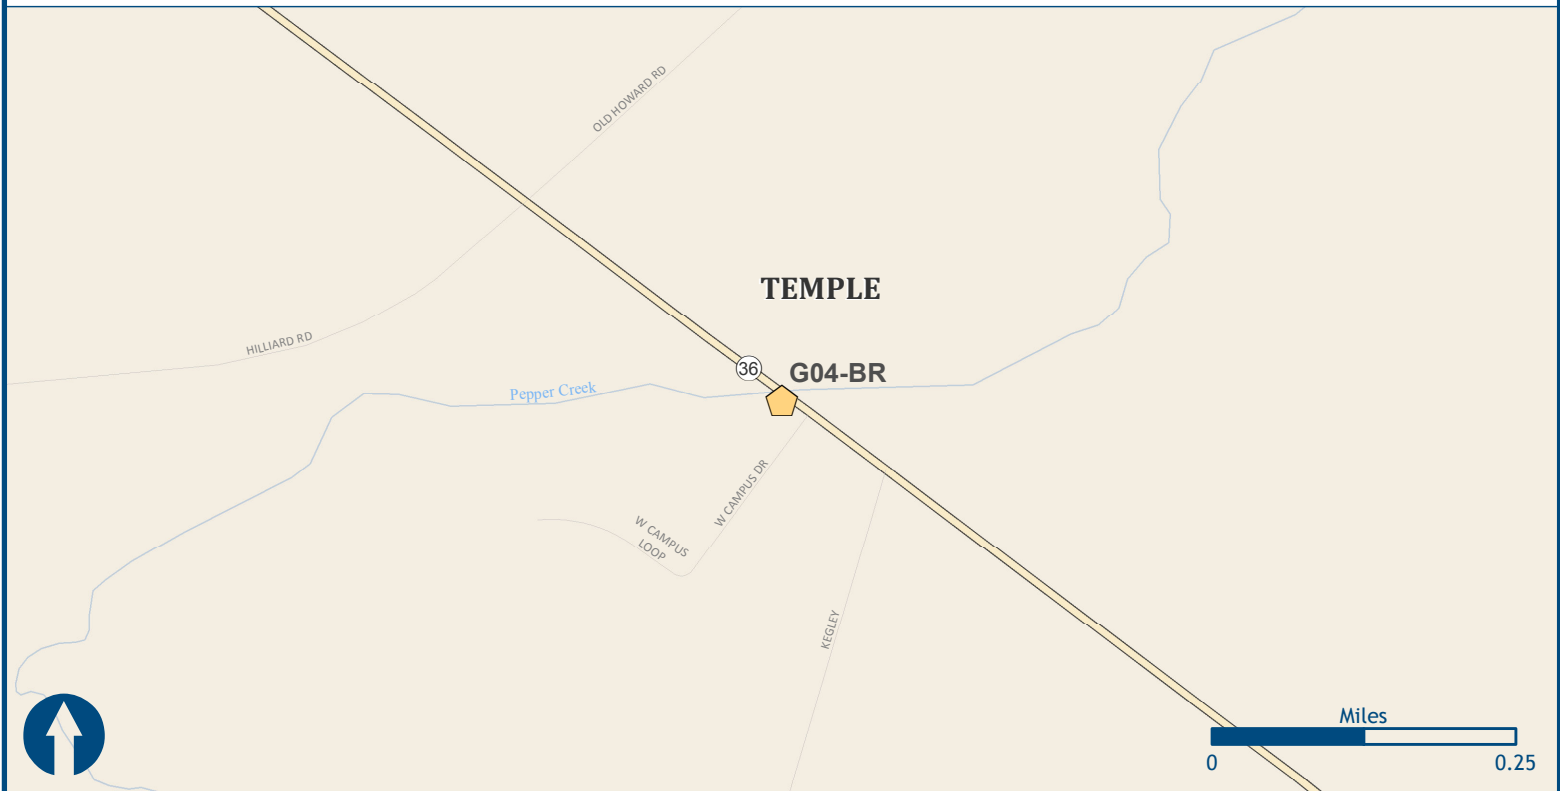 OLD HOWARD RD
TEMPLE
HILLIARD RD
36
G04-BR
Pepper Creek
W CAMPUS DR
W CAMPUS
LOOP
KEGLEY
Miles
0
0.25